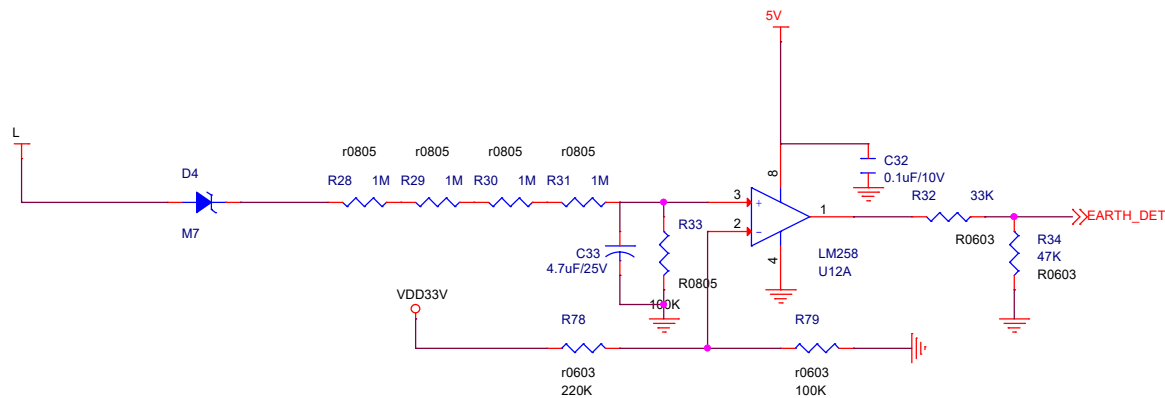 5V
L
r0805 r0805 r0805 r0805
D4
R28 1M R29 1M R30 1M R31 1M
M7
8
C32
0.1uF/10V
R32 33K
3
+
2
-
1
EARTH_DET
R33
R34
47K
R0603
R0603
LM258
U12A
4
C33
4.7uF/25V
R0805
100K
VDD33V
R78
R79
r0603
220K
r0603
100K